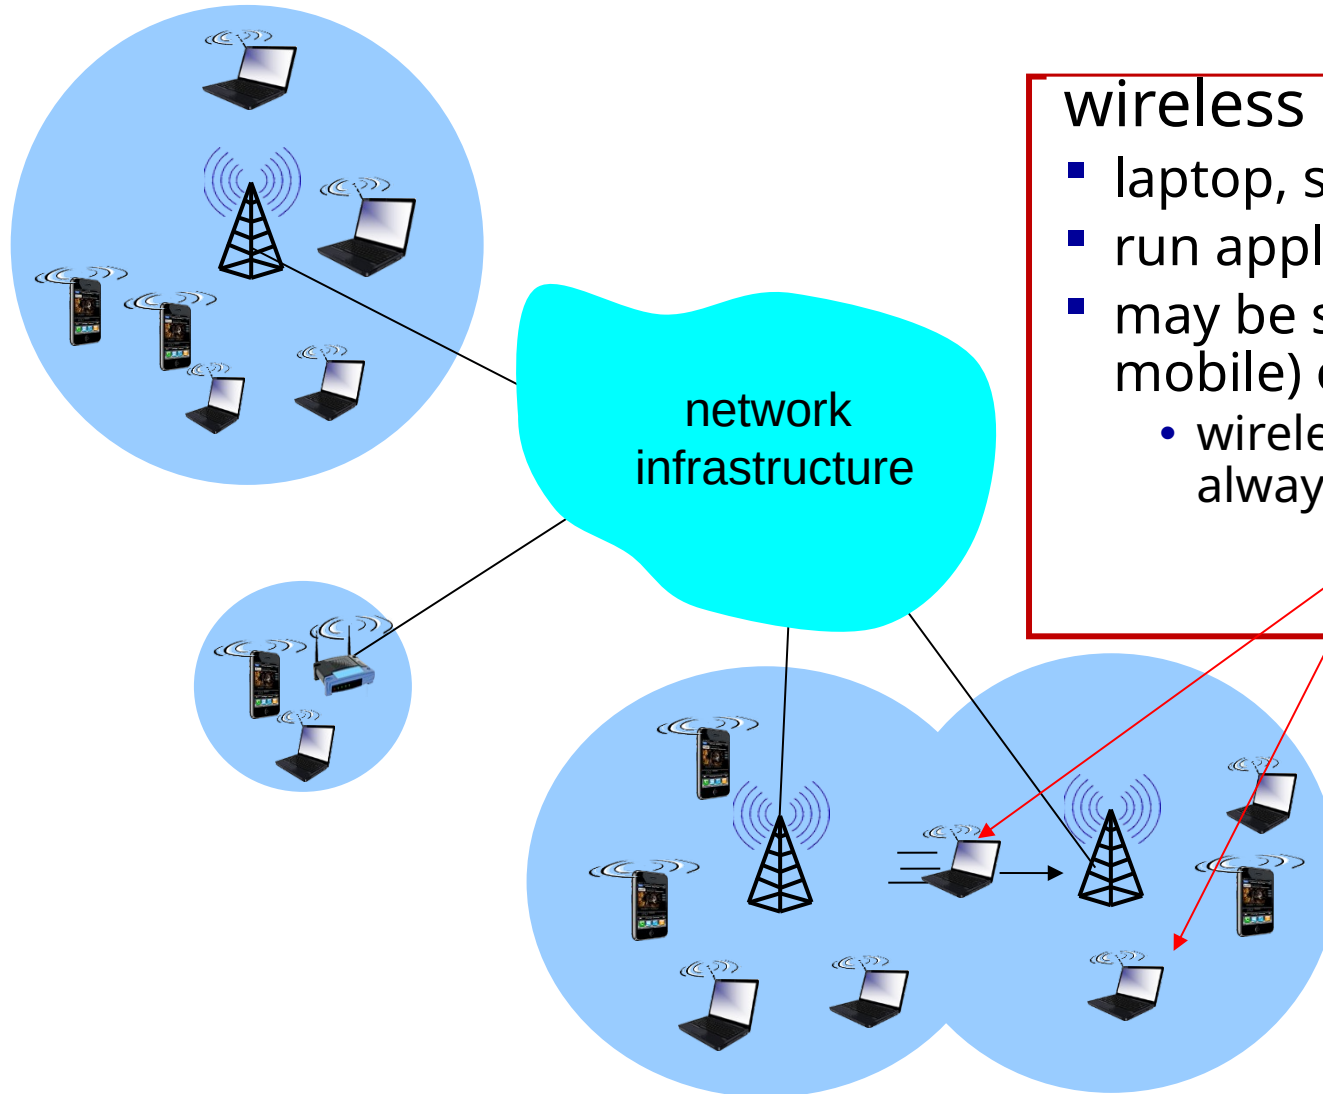 network
infrastructure
wireless
laptop, s
run appl
may be s
mobile)
wirele
alway